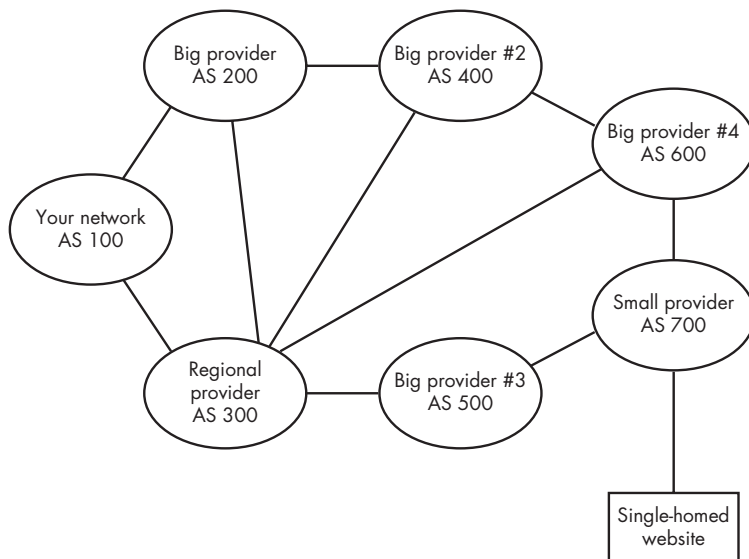 Big provider
AS 200
Big provider #2
AS 400
Big provider #4
AS 600
Your network
AS 100
Small provider
AS 700
Regional
provider
AS 300
Big provider #3
AS 500
Single-homed
website